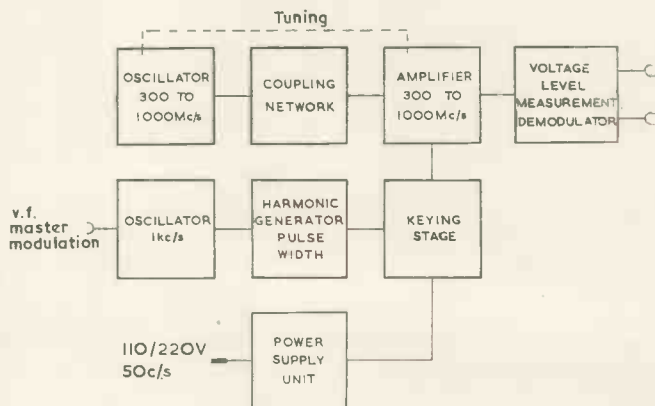 Tuning
OSCILLATOR
300 TO
1000Mc/s
COUPLING
NETWORK
AMPLIFIER
300 TO
1000Mc/s
VOLTAGE
LEVEL
MEASUREMENT
DEMODULATOR
v.f.
master
modulation
OSCILLATOR
1kc/s
HARMONIC
GENERATOR
PULSE
WIDTH
KEYING
STAGE
110/220V
50c/s
POWER
SUPPLY
UNIT